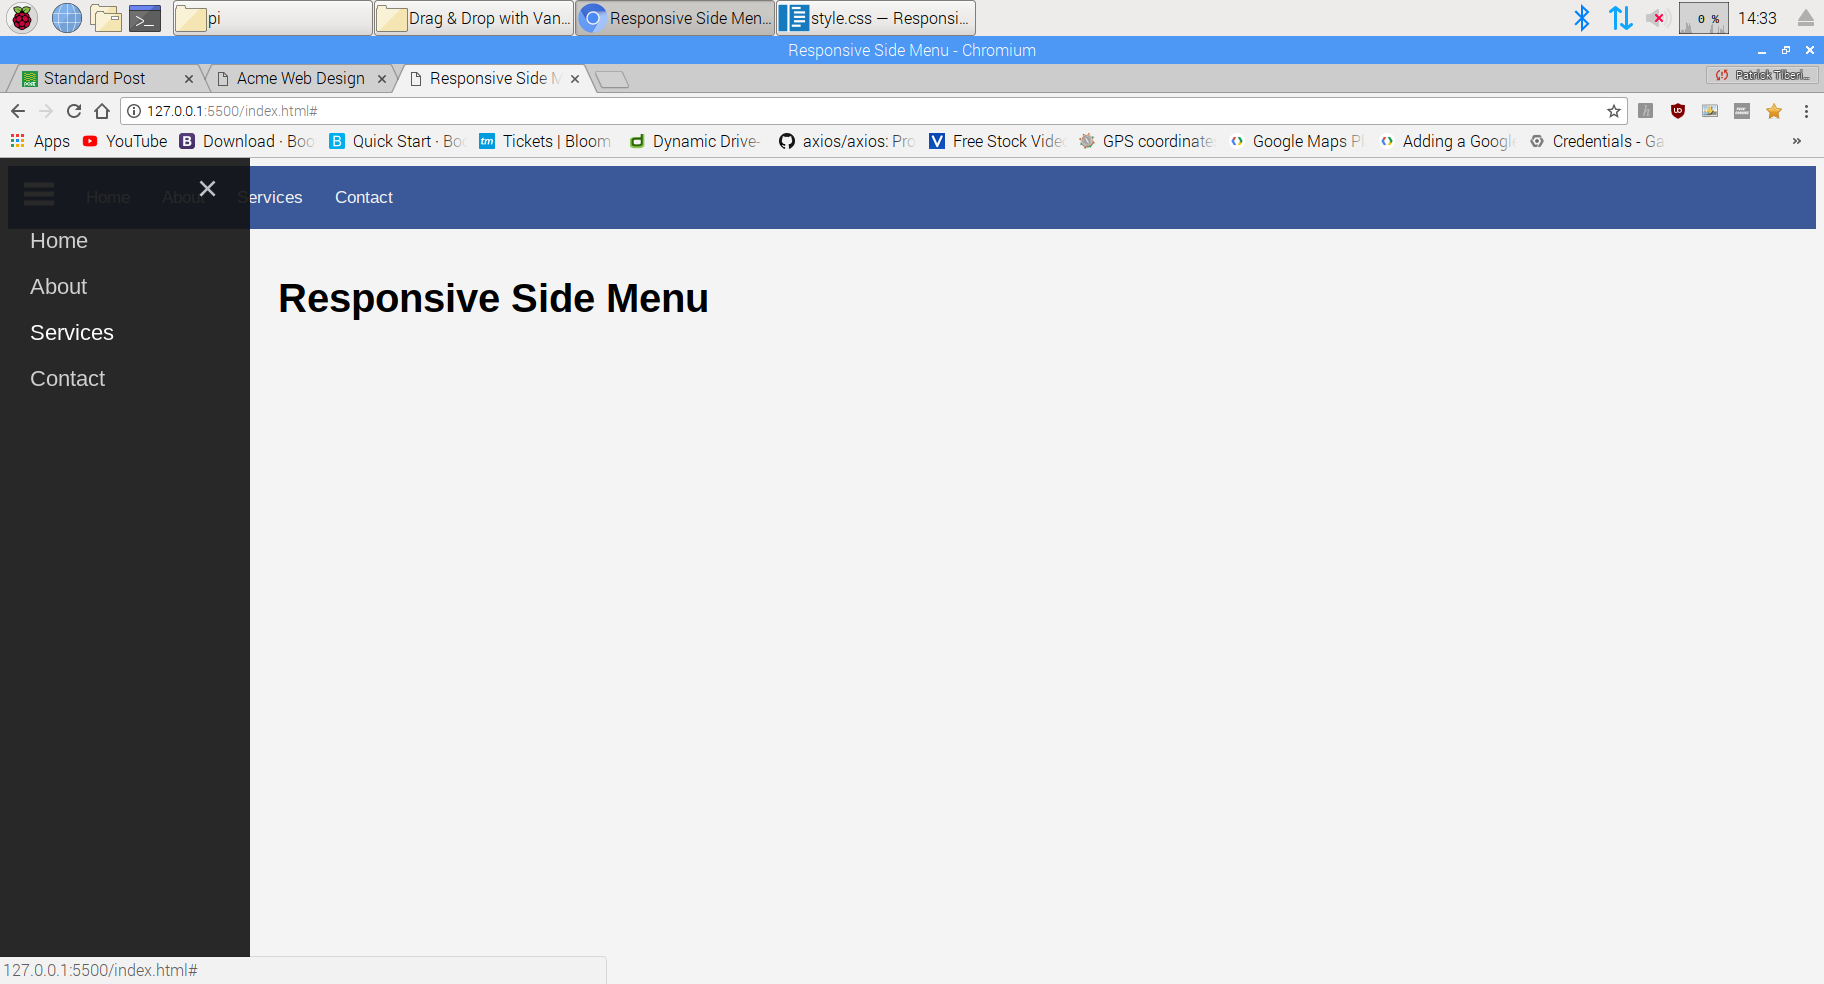 pi
Drag & Drop with Van...
Responsive Side Men...
style.css — Responsi...
0 %
14:33
Responsive Side Menu - Chromium
Standard Post
Acme Web Design
Responsive Side M
Patrick Tiberi...
127.0.0.1:5500/index.html#
Apps
YouTube
Download · Boo
Quick Start · Boo
tm Tickets | Bloom
Dynamic Drive-
axios/axios: Pro
Free Stock Vide
GPS coordinate
Google Maps Pl
Adding a Google
Credentials - Ga
»
Home About × Services Contact
Home
About
Services
Contact
Responsive Side Menu
127.0.0.1:5500/index.html#